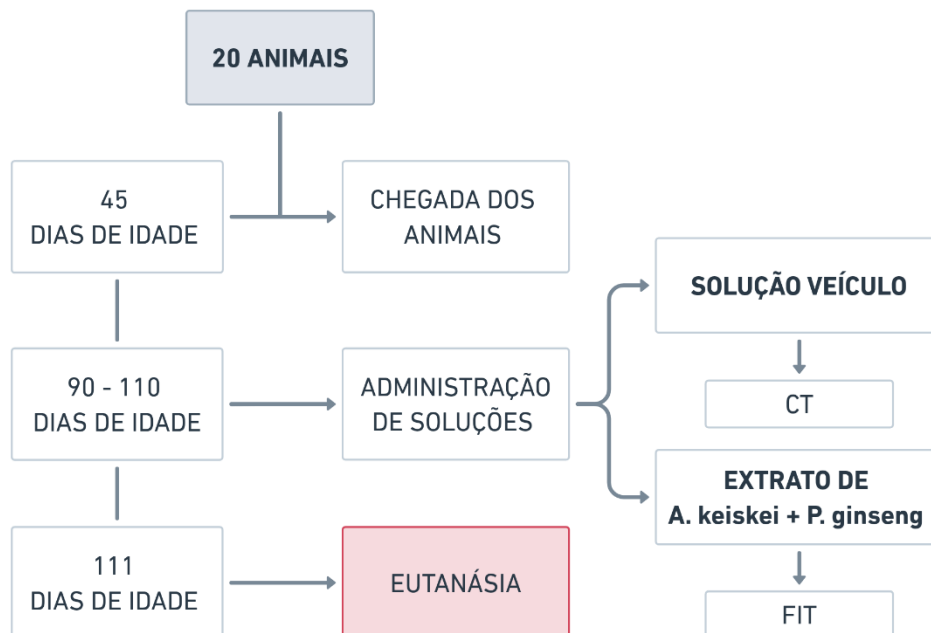 20 ANIMAIS
45
DIAS DE IDADE
CHEGADA DOS
ANIMAIS
90 - 110
DIAS DE IDADE
ADMINISTRAÇÃO
DE SOLUÇÕES
SOLUÇÃO VEÍCULO
CT
EXTRATO DE
A. keiskei + P. ginseng
FIT
111
DIAS DE IDADE
EUTANÁSIA